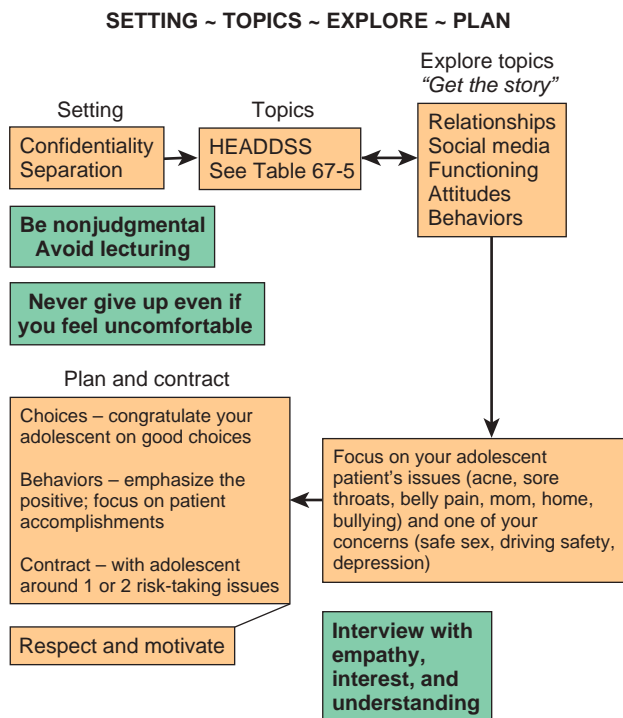 SETTING ~ TOPICS ~ EXPLORE ~ PLAN
Setting
Confidentiality
Separation
Topics
HEADDSS
See Table 67-5
Explore topics
“Get the story”
Relationships
Social media
Functioning
Attitudes
Behaviors
Be nonjudgmental
Avoid lecturing
Never give up even if
you feel uncomfortable
Focus on your adolescent
patient’s issues (acne, sore
throats, belly pain, mom, home,
bullying) and one of your
concerns (safe sex, driving safety,
depression)
Plan and contract
Choices – congratulate your
adolescent on good choices
Behaviors – emphasize the
positive; focus on patient
accomplishments
Contract – with adolescent
around 1 or 2 risk-taking issues
Respect and motivate
Interview with
empathy,
interest, and
understanding